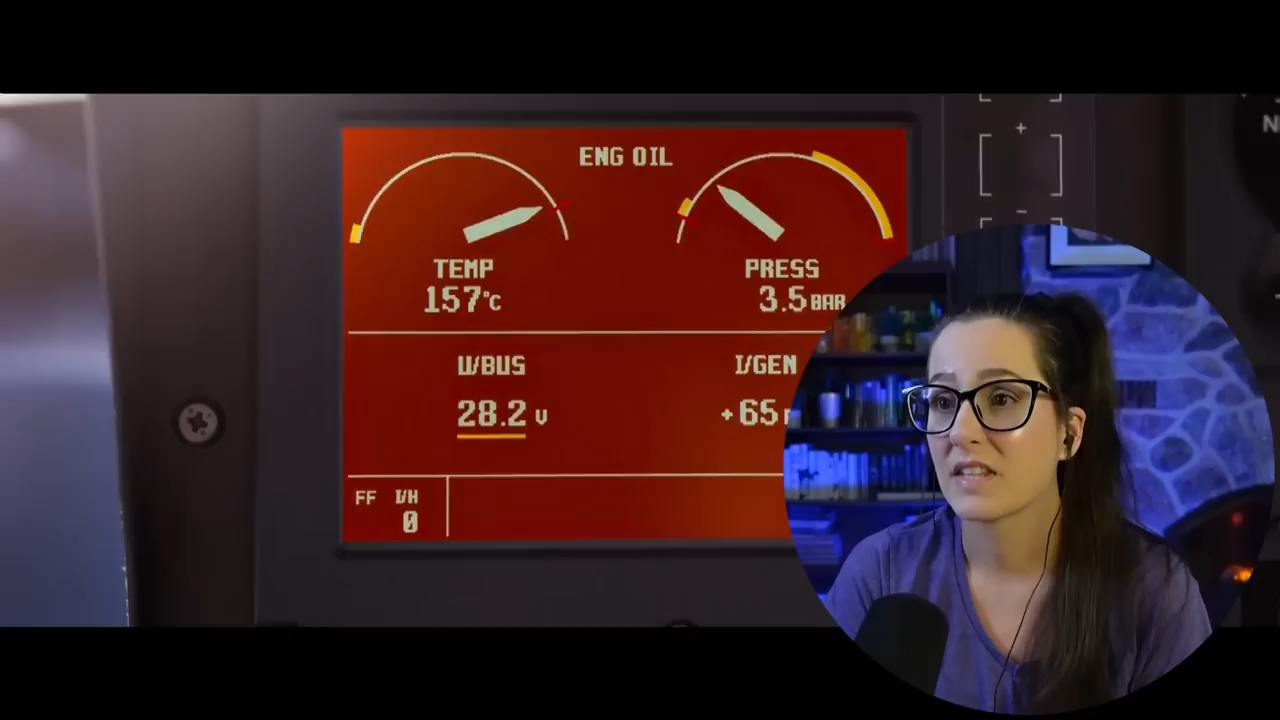 ENG OIL
TEMP
157°C
PRESS
3.5 BAR
U/BUS
28.2 V
I/GEN
+65
FF I/H
0